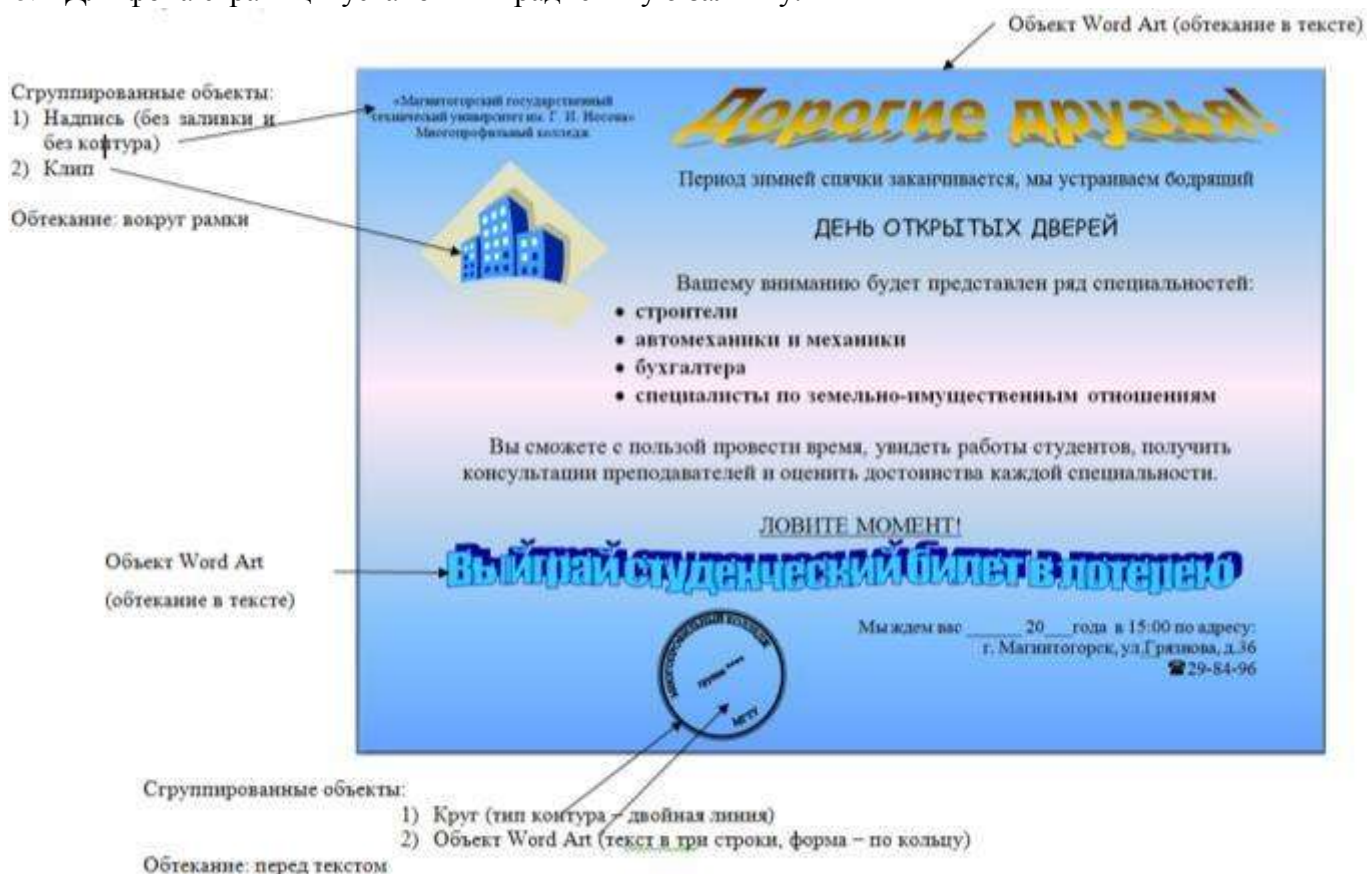 Объект Word Art (обтекание в тексте)
Сгруппированные объекты:
1) Надпись (без заливки и
без контура)
2) Клип
Обтекание: вокруг рамки
«Магнитогорский государственный
технический университет им. Г. И. Носова»
Многопрофильный колледж
Дорогие друзья!
Период зимней спячки заканчивается, мы устраиваем бодрящий
ДЕНЬ ОТКРЫТЫХ ДВЕРЕЙ
Вашему вниманию будет представлен ряд специальностей:
• строители
• автомеханики и механики
• бухгалтера
• специалисты по земельно-имущественным отношениям
Вы сможете с пользой провести время, увидеть работы студентов, получить
консультации преподавателей и оценить достоинства каждой специальности.
ЛОВИТЕ МОМЕНТ!
Объект Word Art
(обтекание в тексте)
Выйграй студенческий билет в лотерею
МНОГОПРОФИЛЬНЫЙ КОЛЛЕДЖ
группа
МГТУ
Мы ждем вас ______ 20___года в 15:00 по адресу:
г. Магнитогорск, ул.Грязнова, д.36
☎29-84-96
Сгруппированные объекты:
1) Круг (тип контура – двойная линия)
2) Объект Word Art (текст в три строки, форма – по кольцу)
Обтекание: перед текстом